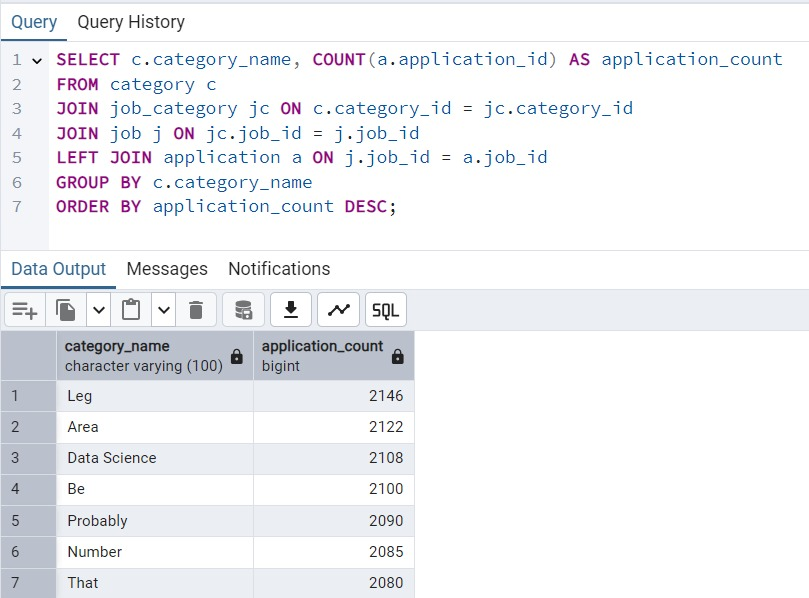 Query Query History
1 SELECT c.category_name, COUNT(a.application_id) AS application_count
2 FROM category c
3 JOIN job_category jc ON c.category_id = jc.category_id
4 JOIN job j ON jc.job_id = j.job_id
5 LEFT JOIN application a ON j.job_id = a.job_id
6 GROUP BY c.category_name
7 ORDER BY application_count DESC;
Data Output Messages Notifications
SQL
category_name application_count
character varying (100) bigint
1 Leg 2146
2 Area 2122
3 Data Science 2108
4 Be 2100
5 Probably 2090
6 Number 2085
7 That 2080